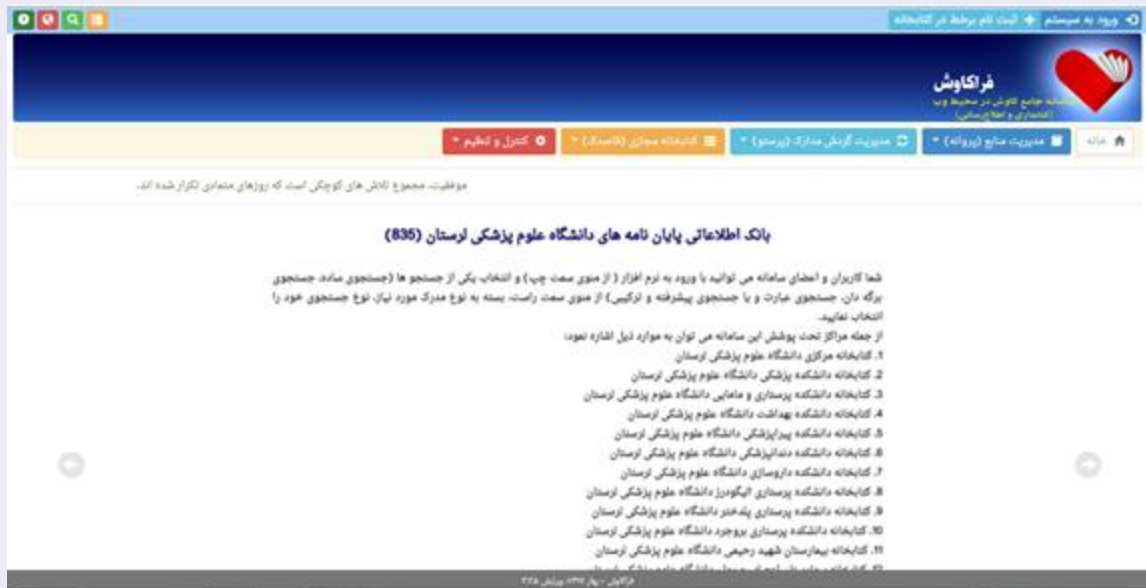 ورود به سیستم + ثبت نام برخط در کتابخانه
فراکاوش
سامانه جامع کاوش در محیط وب
(کتابداری و اطلاع‌رسانی)
خانه
مدیریت منابع (پروانه)
مدیریت گردش مدارک (پرستو)
کتابخانه مجازی (قاصدک)
کنترل و تنظیم
موفقیت، مجموع تلاش های کوچکی است که روزهای متمادی تکرار شده اند.
بانک اطلاعاتی پایان نامه های دانشگاه علوم پزشکی لرستان (835)
شما کاربران و اعضای سامانه می توانید با ورود به نرم افزار ( از منوی سمت چپ) و انتخاب یکی از جستجو ها (جستجوی ساده، جستجوی
برگه دان، جستجوی عبارت و یا جستجوی پیشرفته و ترکیبی) از منوی سمت راست، بسته به نوع مدرک مورد نیاز، نوع جستجوی خود را
انتخاب نمایید.
از جمله مراکز تحت پوشش این سامانه می توان به موارد ذیل اشاره نمود:
1. کتابخانه مرکزی دانشگاه علوم پزشکی لرستان
2. کتابخانه دانشکده پزشکی دانشگاه علوم پزشکی لرستان
3. کتابخانه دانشکده پرستاری و مامایی دانشگاه علوم پزشکی لرستان
4. کتابخانه دانشکده بهداشت دانشگاه علوم پزشکی لرستان
5. کتابخانه دانشکده پیراپزشکی دانشگاه علوم پزشکی لرستان
6. کتابخانه دانشکده دندانپزشکی دانشگاه علوم پزشکی لرستان
7. کتابخانه دانشکده داروسازی دانشگاه علوم پزشکی لرستان
8. کتابخانه دانشکده پرستاری الیگودرز دانشگاه علوم پزشکی لرستان
9. کتابخانه دانشکده پرستاری پلدختر دانشگاه علوم پزشکی لرستان
10. کتابخانه دانشکده پرستاری بروجرد دانشگاه علوم پزشکی لرستان
11. کتابخانه بیمارستان شهید رحیمی دانشگاه علوم پزشکی لرستان
فراکاوش - بهار ۱۳۹۷، ویرایش